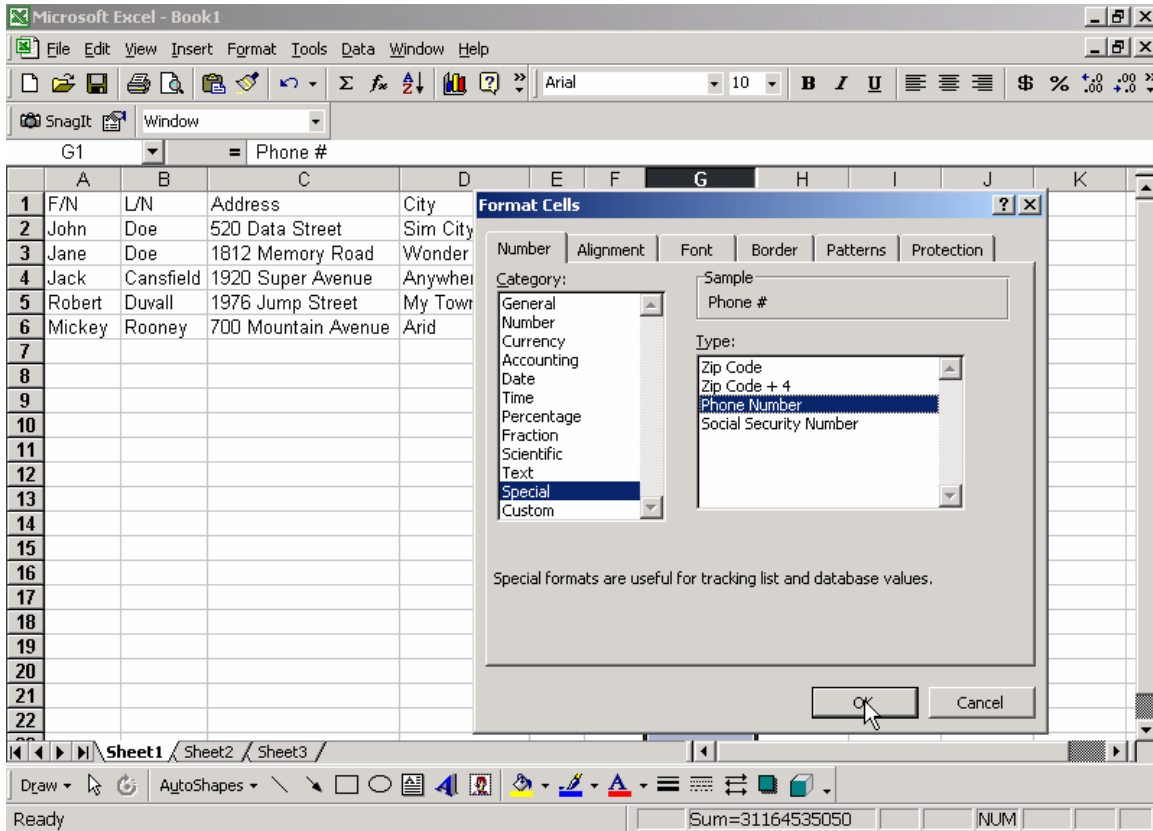 Microsoft Excel - Book1
File Edit View Insert Format Tools Data Window Help
Arial 10 B I U $ %
SnagIt Window
G1 = Phone #
A B C D E F G H I J K
1 F/N L/N Address City
2 John Doe 520 Data Street Sim City
3 Jane Doe 1812 Memory Road Wonder
4 Jack Cansfield 1920 Super Avenue Anywher
5 Robert Duvall 1976 Jump Street My Town
6 Mickey Rooney 700 Mountain Avenue Arid
7
8
9
10
11
12
13
14
15
16
17
18
19
20
21
22
Format Cells
Number Alignment Font Border Patterns Protection
Category:
General
Number
Currency
Accounting
Date
Time
Percentage
Fraction
Scientific
Text
Special
Custom
Sample
Phone #
Type:
Zip Code
Zip Code + 4
Phone Number
Social Security Number
Special formats are useful for tracking list and database values.
OK Cancel
Sheet1 Sheet2 Sheet3
Draw AutoShapes
Ready Sum=31164535050 NUM